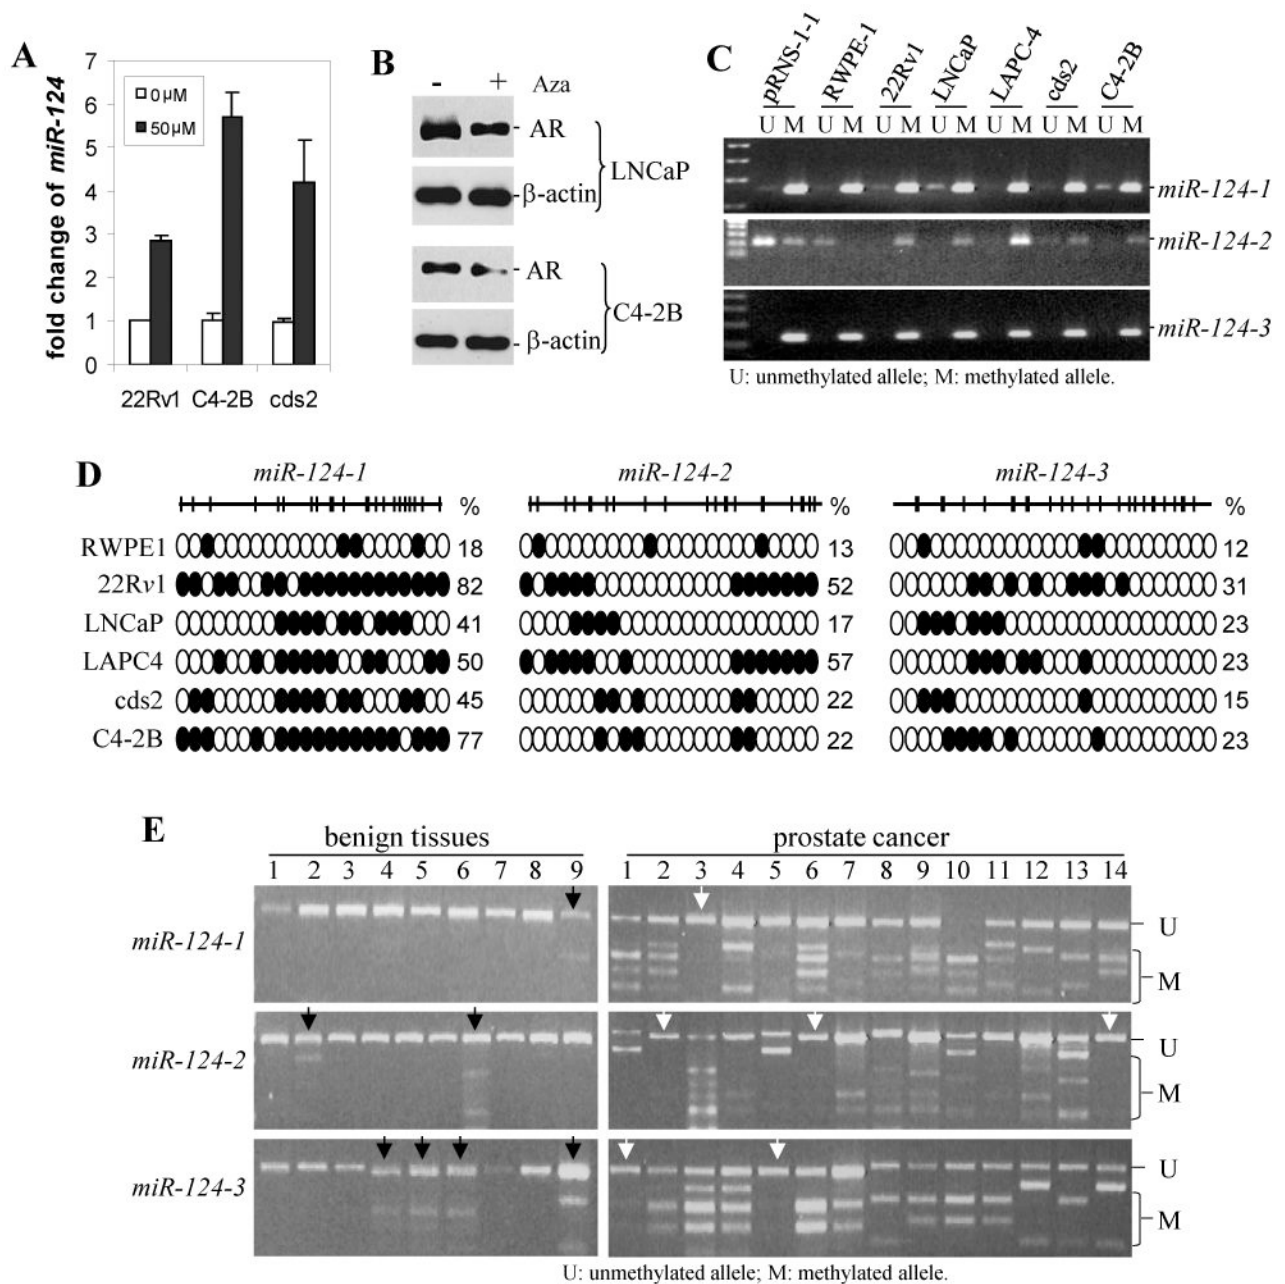 A
fold change of miR-124
7
6
5
4
3
2
1
0
0µM
50µM
22Rv1 C4-2B cds2
B
- + Aza
AR
β-actin
LNCaP
AR
β-actin
C4-2B
C
pRNS-1-1 RWPE-1 22Rv1 LNCaP LAPC-4 cds2 C4-2B
U M U M U M U M U M U M U M
miR-124-1
miR-124-2
miR-124-3
U: unmethylated allele; M: methylated allele.
D
miR-124-1 miR-124-2 miR-124-3
% % %
RWPE1 18 13 12
22Rv1 82 52 31
LNCaP 41 17 23
LAPC4 50 57 23
cds2 45 22 15
C4-2B 77 22 23
E
benign tissues prostate cancer
1 2 3 4 5 6 7 8 9 1 2 3 4 5 6 7 8 9 10 11 12 13 14
miR-124-1 U
M
miR-124-2 U
M
miR-124-3 U
M
U: unmethylated allele; M: methylated allele.